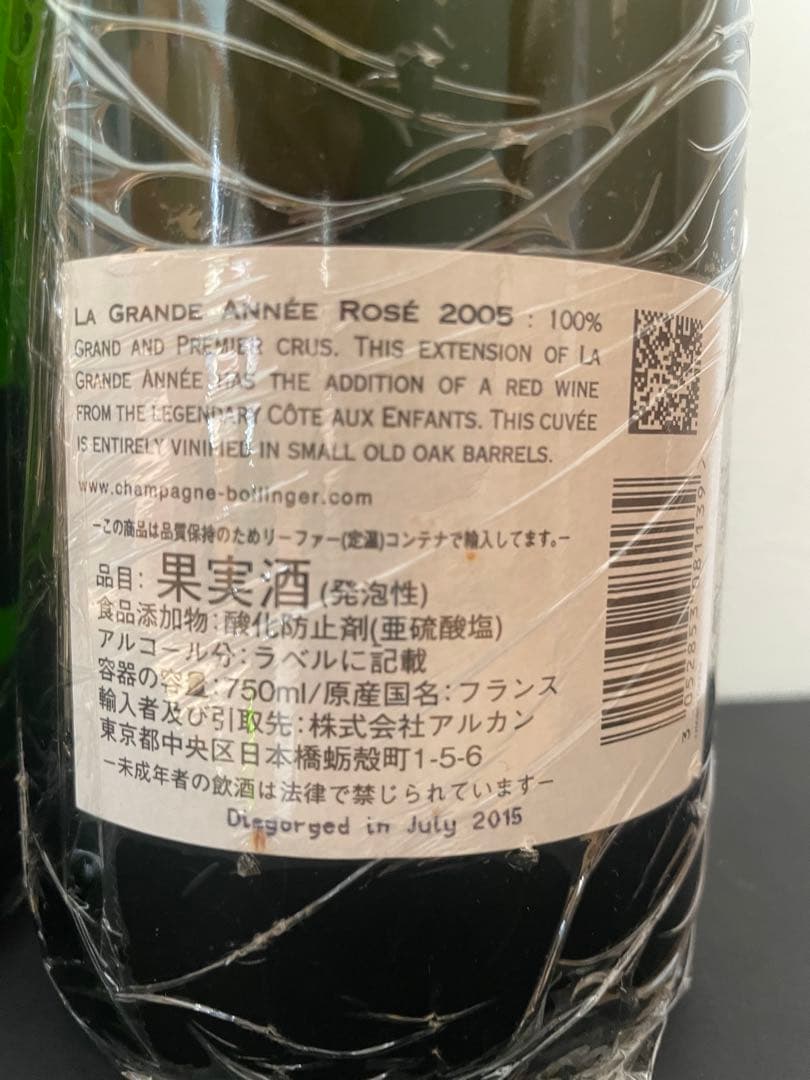 LA GRANDE ANNÉE ROSÉ 2005 : 100%
GRAND AND PREMIER CRUS. THIS EXTENSION OF LA
GRANDE ANNÉE HAS THE ADDITION OF A RED WINE
FROM THE LEGENDARY CÔTE AUX ENFANTS. THIS CUVÉE
IS ENTIRELY VINIFIED IN SMALL OLD OAK BARRELS.
www.champagne-bollinger.com
−この商品は品質保持のためリーファー(定温)コンテナで輸入してます。−
品目: 果実酒(発泡性)
食品添加物:酸化防止剤(亜硫酸塩)
アルコール分:ラベルに記載
容器の容量:750ml/原産国名:フランス
輸入者及び引取先:株式会社アルカン
東京都中央区日本橋蛎殻町1-5-6
−未成年者の飲酒は法律で禁じられています−
Disgorged in July 2015
3 052853 081139 7